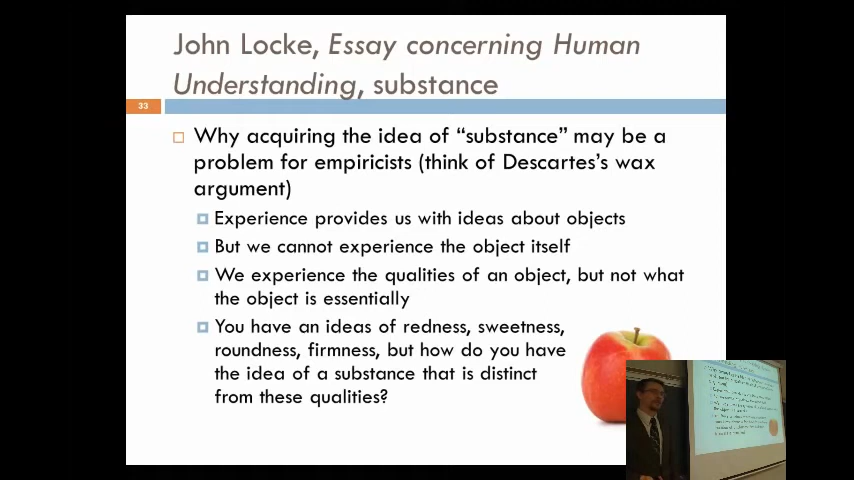 John Locke, Essay concerning Human
Understanding, substance
33
Why acquiring the idea of “substance” may be a
problem for empiricists (think of Descartes’s wax
argument)
Experience provides us with ideas about objects
But we cannot experience the object itself
We experience the qualities of an object, but not what
the object is essentially
You have an ideas of redness, sweetness,
roundness, firmness, but how do you have
the idea of a substance that is distinct
from these qualities?